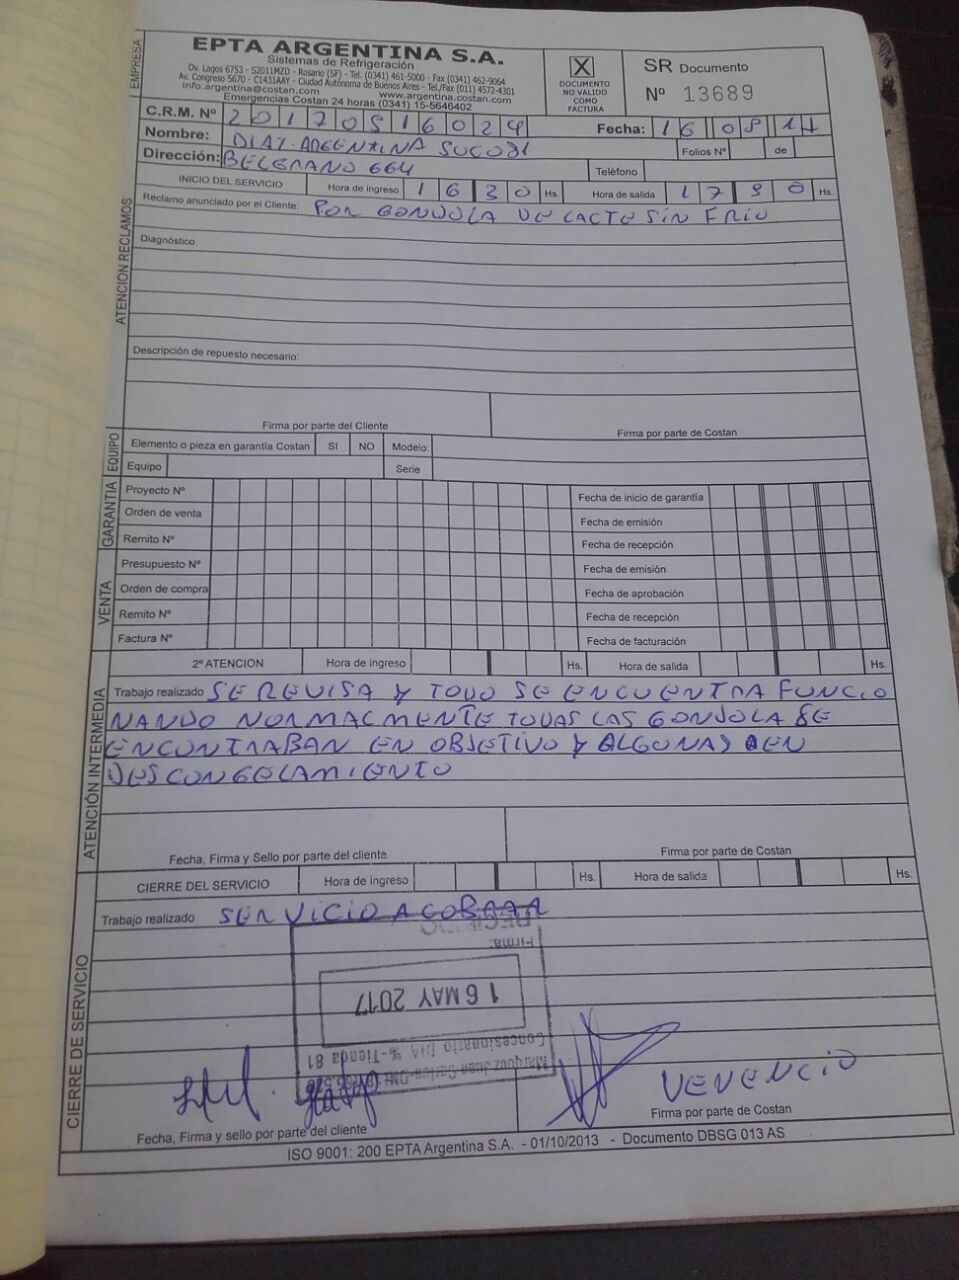 EMPRESA
EPTA ARGENTINA S.A.
Sistemas de Refrigeración
Ov. Lagos 6753 - S2011MZD - Rosario (SF) - Tel. (0341) 461-5000 - Fax (0341) 462-9064
Av. Congreso 5670 - C1431AAY - Ciudad Autónoma de Buenos Aires - Tel./Fax (011) 4572-4301
info.argentina@costan.com www.argentina.costan.com
Emergencias Costan 24 horas (0341) 15-5646402
X
DOCUMENTO
NO VALIDO
COMO
FACTURA
SR Documento
Nº 13689
C.R.M. Nº 20170516024 Fecha: 16
Nombre: DIA%-ARGENTINA SUC081 Folios Nº de
Dirección: BELGRANO 664 Teléfono
ATENCION RECLAMOS
INICIO DEL SERVICIO Hora de ingreso 1630 Hs. Hora de salida 17 Hs.
Reclamo anunciado por el Cliente: POR GONDOLA DE LACTE SIN FRIO
Diagnóstico
Descripción de repuesto necesario:
Firma por parte del Cliente Firma por parte de Costan
EQUIPO
Elemento o pieza en garantía Costan SI NO Modelo:
Equipo Serie
GARANTIA
Proyecto Nº Fecha de inicio de garantía
Orden de venta Fecha de emisión
Remito Nº Fecha de recepción
VENTA
Presupuesto Nº Fecha de emisión
Orden de compra Fecha de aprobación
Remito Nº Fecha de recepción
Factura Nº Fecha de facturación
ATENCIÓN INTERMEDIA
2º ATENCION Hora de ingreso Hs. Hora de salida Hs.
Trabajo realizado SE REVISA Y TODO SE ENCUENTRA FUNCIO
NANDO NORMALMENTE TODAS LAS GONDOLA SE
ENCONTRABAN EN OBJETIVO Y ALGUNAS EN
DESCONGELAMIENTO
Fecha, Firma y Sello por parte del cliente Firma por parte de Costan
CIERRE DE SERVICIO
CIERRE DEL SERVICIO Hora de ingreso Hs. Hora de salida Hs.
Trabajo realizado SERVICIO A COBRAR
RECIBIDO
Firma:
16 MAY 2017
Concesionario DIA %-Tienda 81
Marquez Juan Carlos-DNI
VENENCIO
Fecha, Firma y sello por parte del cliente Firma por parte de Costan
ISO 9001: 200 EPTA Argentina S.A. - 01/10/2013 - Documento DBSG 013 AS